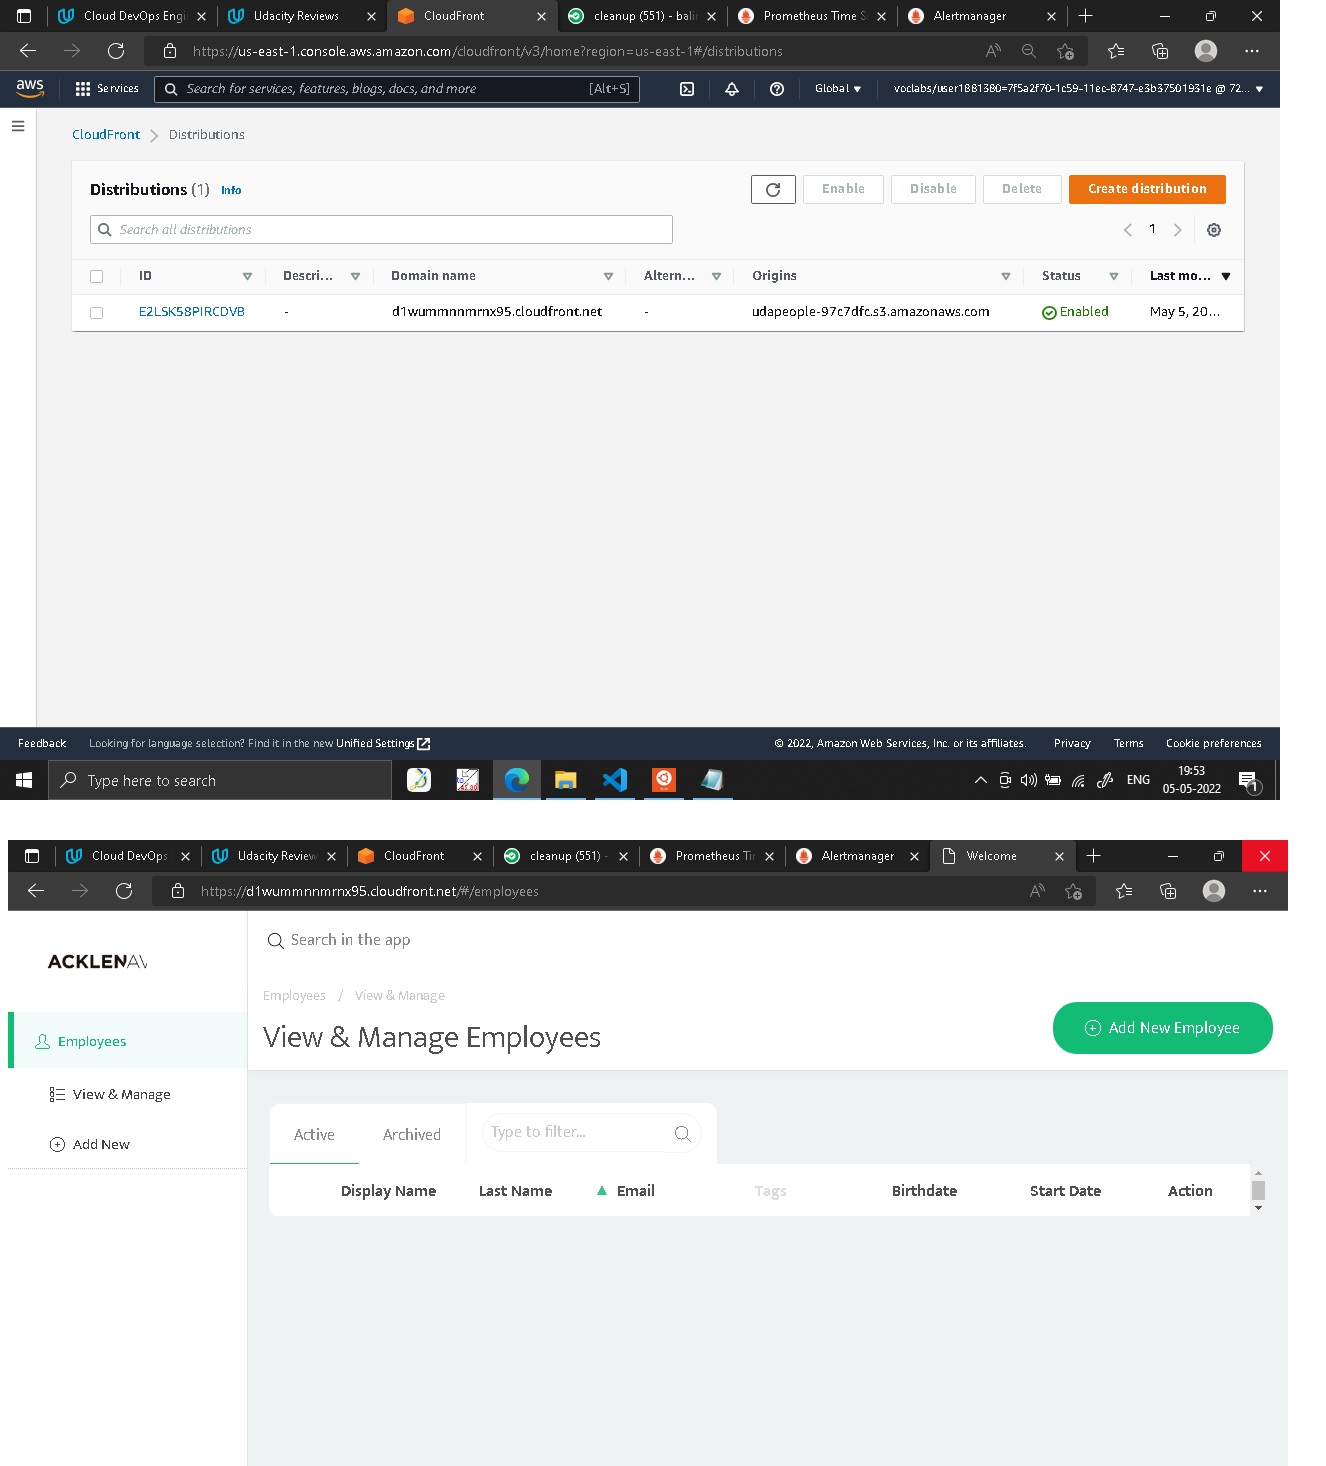 Cloud DevOps Engi
Udacity Reviews
CloudFront
cleanup (551) - bali
Prometheus Time S
Alertmanager
https://us-east-1.console.aws.amazon.com/cloudfront/v3/home?region=us-east-1#/distributions
aws
Services
Search for services, features, blogs, docs, and more
[Alt+S]
Global
voclabs/user1881380=7f5a2f70-1c59-11ec-8747-e3b37501931e @ 72...
CloudFront
Distributions
Distributions (1) Info
Enable
Disable
Delete
Create distribution
Search all distributions
1
ID
Descri...
Domain name
Altern...
Origins
Status
Last mo...
E2LSK58PIRCDVB
-
d1wummnnmrnx95.cloudfront.net
-
udapeople-97c7dfc.s3.amazonaws.com
Enabled
May 5, 20...
Feedback
Looking for language selection? Find it in the new Unified Settings
© 2022, Amazon Web Services, Inc. or its affiliates.
Privacy
Terms
Cookie preferences
Type here to search
ENG
19:53
05-05-2022
1
Cloud DevOps
Udacity Review
CloudFront
cleanup (551) -
Prometheus Tir
Alertmanager
Welcome
https://d1wummnnmrnx95.cloudfront.net/#/employees
ACKLENAV
Search in the app
Employees / View & Manage
View & Manage Employees
Add New Employee
Employees
View & Manage
Add New
Active
Archived
Type to filter...
Display Name
Last Name
Email
Tags
Birthdate
Start Date
Action